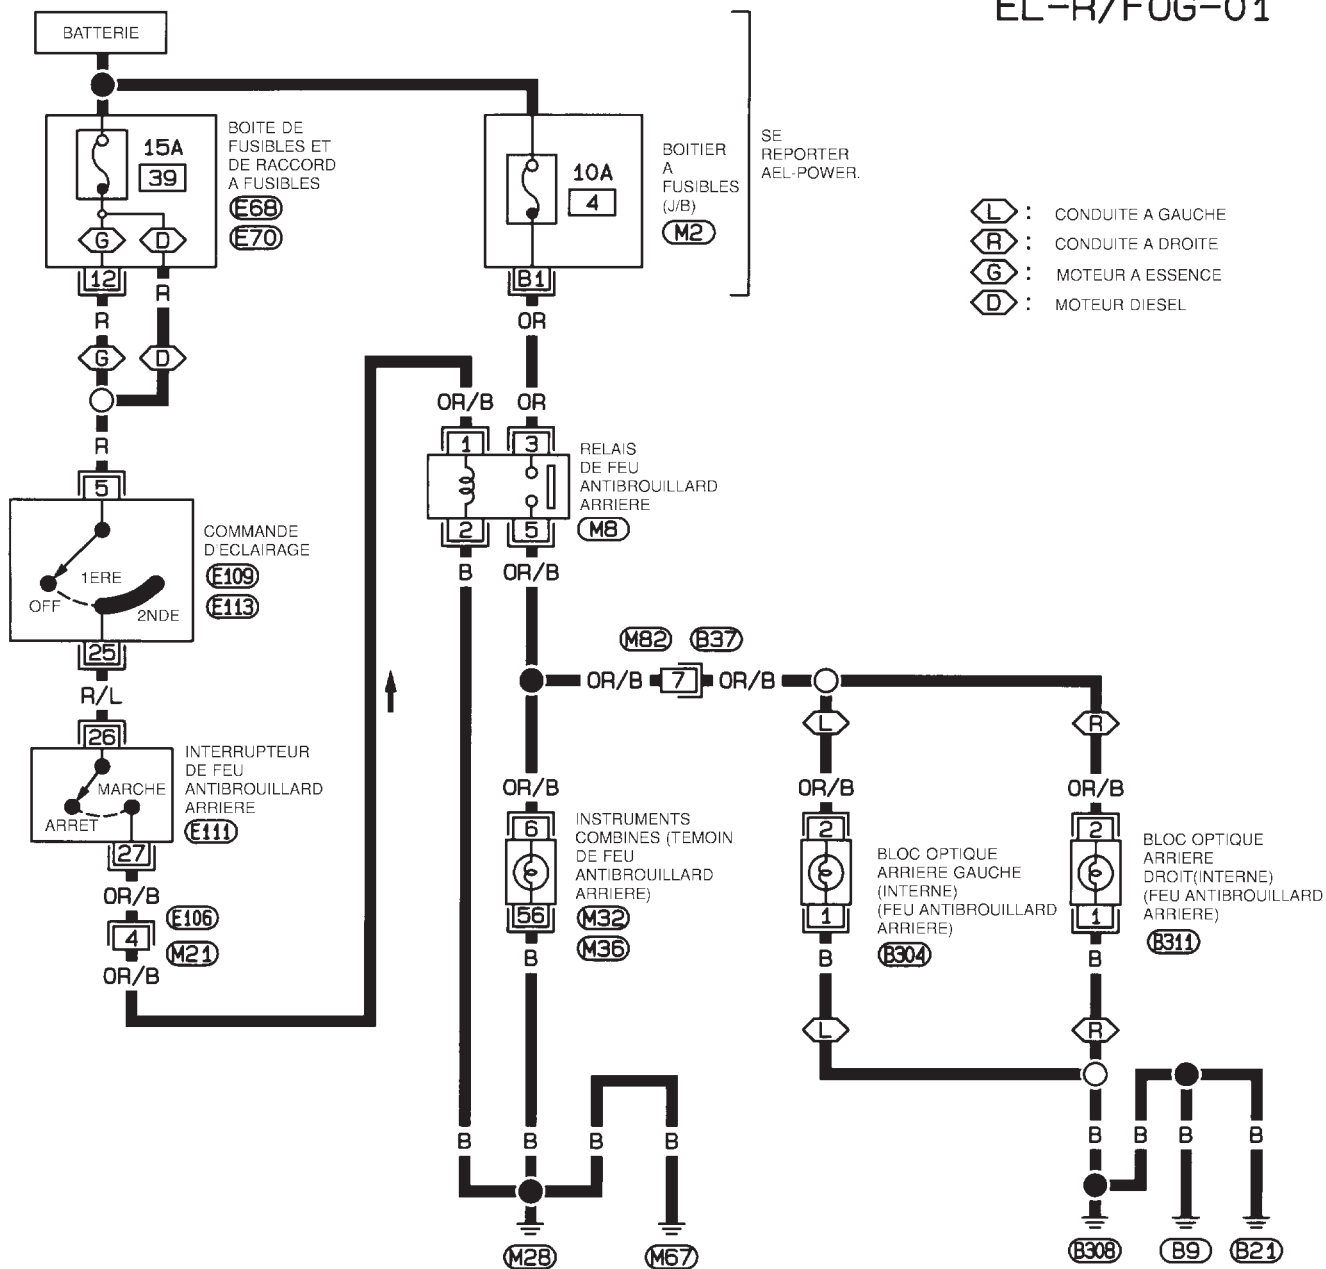 EL-R/FOG-01
BATTERIE
15A
39
BOITE DE
FUSIBLES ET
DE RACCORD
A FUSIBLES
E68
E70
G
D
12
10A
4
BOITIER
A
FUSIBLES
(J/B)
M2
B1
SE
REPORTER
AEL-POWER.
L : CONDUITE A GAUCHE
R : CONDUITE A DROITE
G : MOTEUR A ESSENCE
D : MOTEUR DIESEL
R
R
G
D
R
OR
OR/B
OR
5
COMMANDE
D'ECLAIRAGE
E109
E113
1ERE
OFF
2NDE
25
R/L
1
3
RELAIS
DE FEU
ANTIBROUILLARD
ARRIERE
M8
2
5
B
OR/B
26
INTERRUPTEUR
DE FEU
ANTIBROUILLARD
ARRIERE
E111
MARCHE
ARRET
27
OR/B
E106
4
M21
OR/B
M82
B37
OR/B
7
OR/B
L
R
OR/B
OR/B
OR/B
6
INSTRUMENTS
COMBINES (TEMOIN
DE FEU
ANTIBROUILLARD
ARRIERE)
M32
M36
56
2
BLOC OPTIQUE
ARRIERE GAUCHE
(INTERNE)
(FEU ANTIBROUILLARD
ARRIERE)
B304
1
2
BLOC OPTIQUE
ARRIERE
DROIT(INTERNE)
(FEU ANTIBROUILLARD
ARRIERE)
B311
1
B
B
B
L
R
B
B
B
B
B
B
B
M28
M67
B308
B9
B21